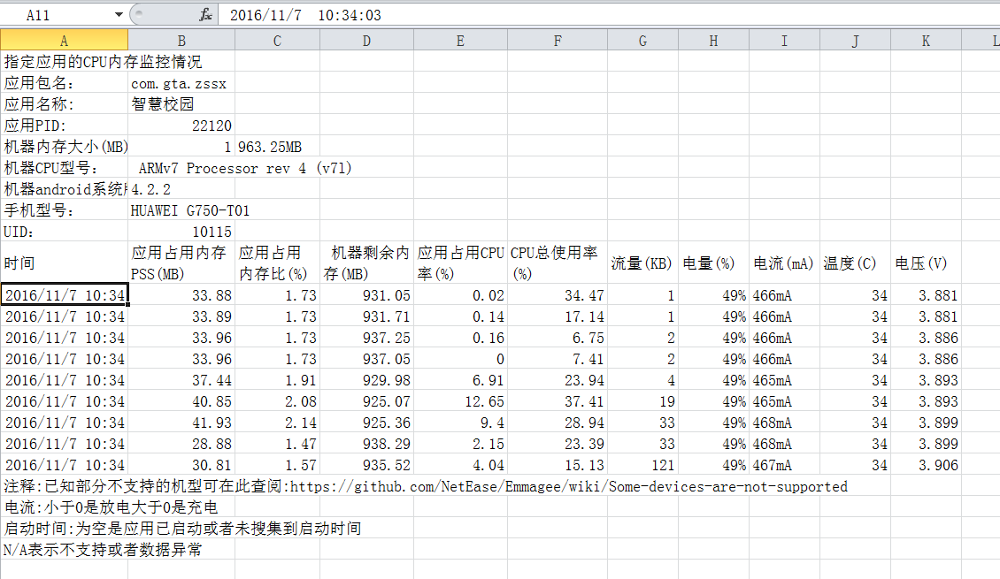 A11 fx 2016/11/7 10:34:03
A B C D E F G H I J K L
指定应用的CPU内存监控情况
应用包名: com.gta.zssx
应用名称: 智慧校园
应用PID: 22120
机器内存大小(MB) 1 963.25MB
机器CPU型号: ARMv7 Processor rev 4 (v7l)
机器android系统 4.2.2
手机型号: HUAWEI G750-T01
UID: 10115
时间 应用占用内存PSS(MB) 应用占用内存比(%) 机器剩余内存(MB) 应用占用CPU率(%) CPU总使用率(%) 流量(KB) 电量(%) 电流(mA) 温度(C) 电压(V)
2016/11/7 10:34 33.88 1.73 931.05 0.02 34.47 1 49% 466mA 34 3.881
2016/11/7 10:34 33.89 1.73 931.71 0.14 17.14 1 49% 466mA 34 3.881
2016/11/7 10:34 33.96 1.73 937.25 0.16 6.75 2 49% 466mA 34 3.886
2016/11/7 10:34 33.96 1.73 937.05 0 7.41 2 49% 466mA 34 3.886
2016/11/7 10:34 37.44 1.91 929.98 6.91 23.94 4 49% 465mA 34 3.893
2016/11/7 10:34 40.85 2.08 925.07 12.65 37.41 19 49% 465mA 34 3.893
2016/11/7 10:34 41.93 2.14 925.36 9.4 28.94 33 49% 468mA 34 3.899
2016/11/7 10:34 28.88 1.47 938.29 2.15 23.39 33 49% 468mA 34 3.899
2016/11/7 10:34 30.81 1.57 935.52 4.04 15.13 121 49% 467mA 34 3.906
注释:已知部分不支持的机型可在此查阅:https://github.com/NetEase/Emmagee/wiki/Some-devices-are-not-supported
电流:小于0是放电大于0是充电
启动时间:为空是应用已启动或者未搜集到启动时间
N/A表示不支持或者数据异常